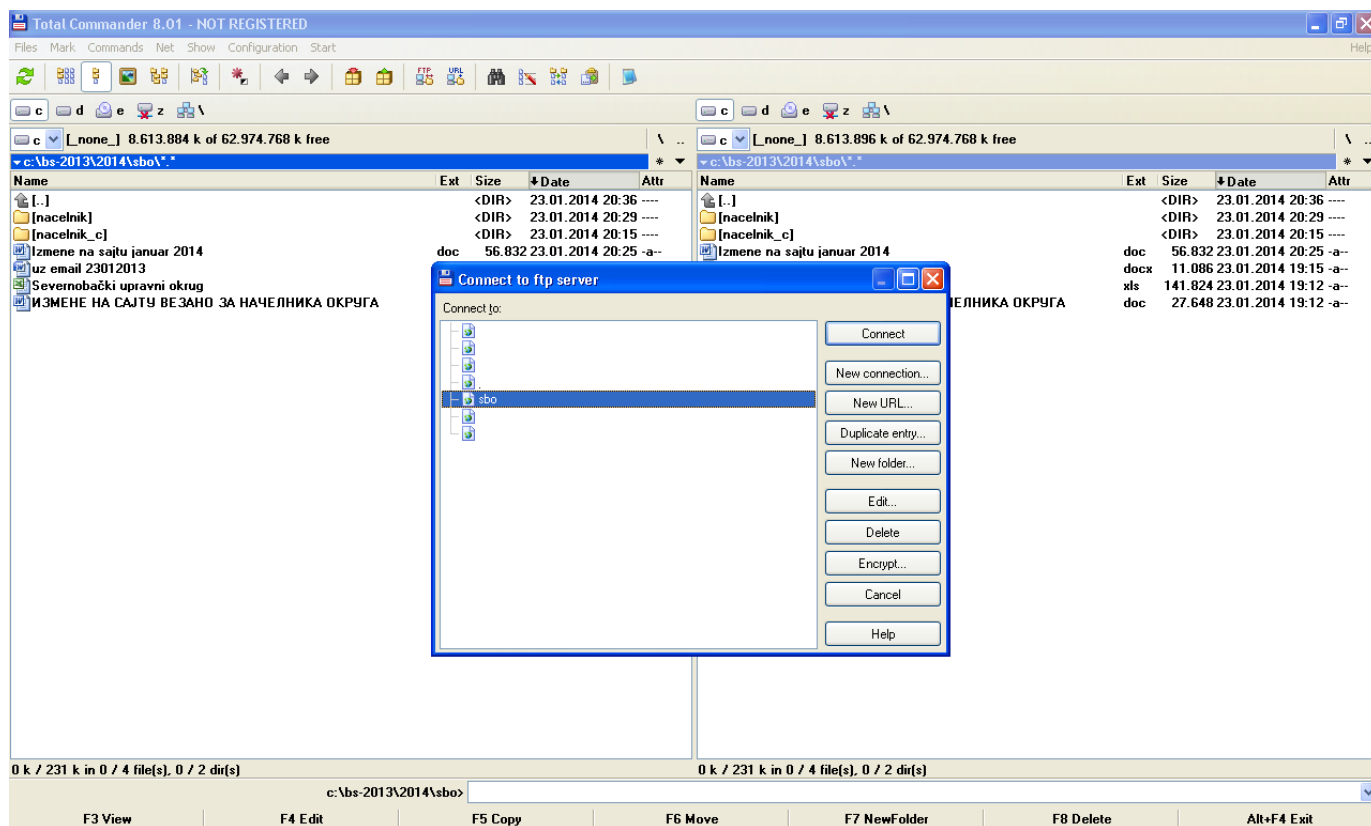 Total Commander 8.01 - NOT REGISTERED
Files Mark Commands Net Show Configuration Start Help
FTP URL
c d e z \ c d e z \
c [_none_] 8.613.884 k of 62.974.768 k free \ .. c [_none_] 8.613.896 k of 62.974.768 k free \ ..
c:\bs-2013\2014\sbo\*.* * c:\bs-2013\2014\sbo\*.* *
Name Ext Size Date Attr Name Ext Size Date Attr
[..] <DIR> 23.01.2014 20:36 ---- [..] <DIR> 23.01.2014 20:36 ----
[nacelnik] <DIR> 23.01.2014 20:29 ---- [nacelnik] <DIR> 23.01.2014 20:29 ----
[nacelnik_c] <DIR> 23.01.2014 20:15 ---- [nacelnik_c] <DIR> 23.01.2014 20:15 ----
Izmene na sajtu januar 2014 doc 56.832 23.01.2014 20:25 -a-- Izmene na sajtu januar 2014 doc 56.832 23.01.2014 20:25 -a--
uz email 23012013 docx 11.086 23.01.2014 19:15 -a--
Severnobački upravni okrug xls 141.824 23.01.2014 19:12 -a--
ИЗМЕНЕ НА САЈТУ ВЕЗАНО ЗА НАЧЕЛНИКА ОКРУГА ЕЛНИКА ОКРУГА doc 27.648 23.01.2014 19:12 -a--
Connect to ftp server
Connect to:
.
sbo
Connect
New connection...
New URL...
Duplicate entry...
New folder...
Edit...
Delete
Encrypt...
Cancel
Help
0 k / 231 k in 0 / 4 file(s), 0 / 2 dir(s) 0 k / 231 k in 0 / 4 file(s), 0 / 2 dir(s)
c:\bs-2013\2014\sbo>
F3 View F4 Edit F5 Copy F6 Move F7 NewFolder F8 Delete Alt+F4 Exit